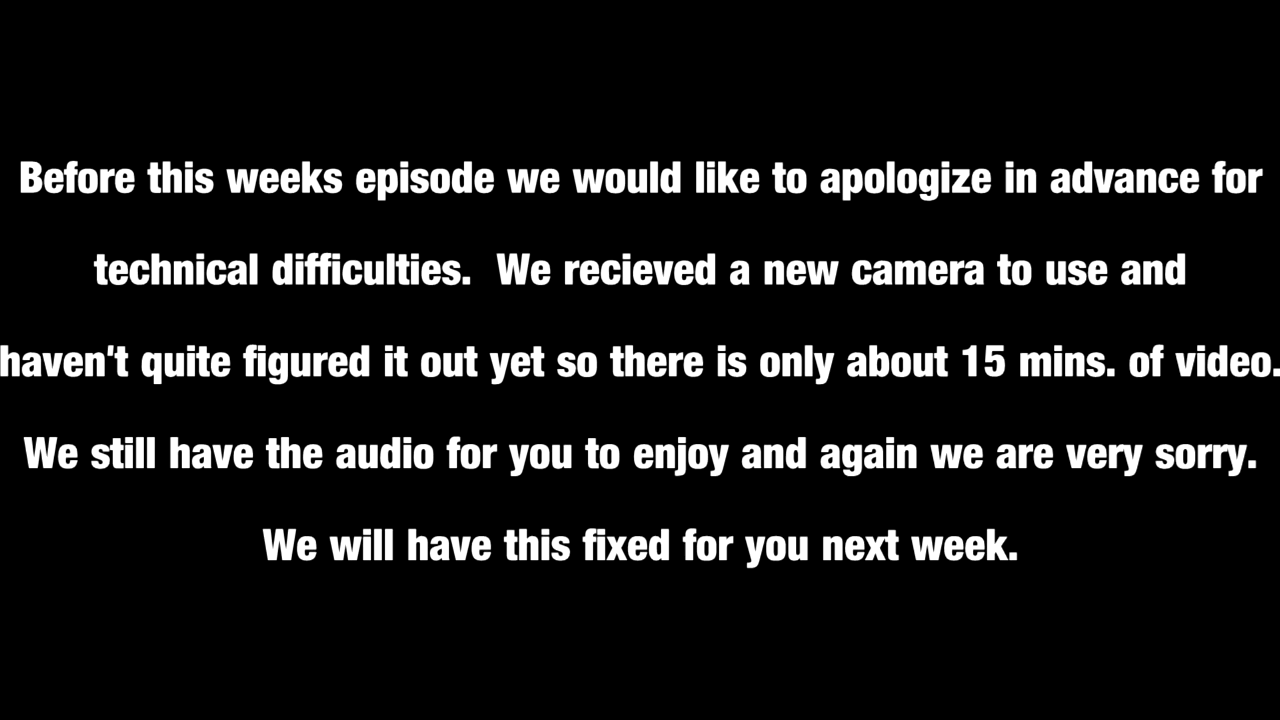 Before this weeks episode we would like to apologize in advance for
technical difficulties.  We recieved a new camera to use and
haven't quite figured it out yet so there is only about 15 mins. of video.
We still have the audio for you to enjoy and again we are very sorry.
We will have this fixed for you next week.